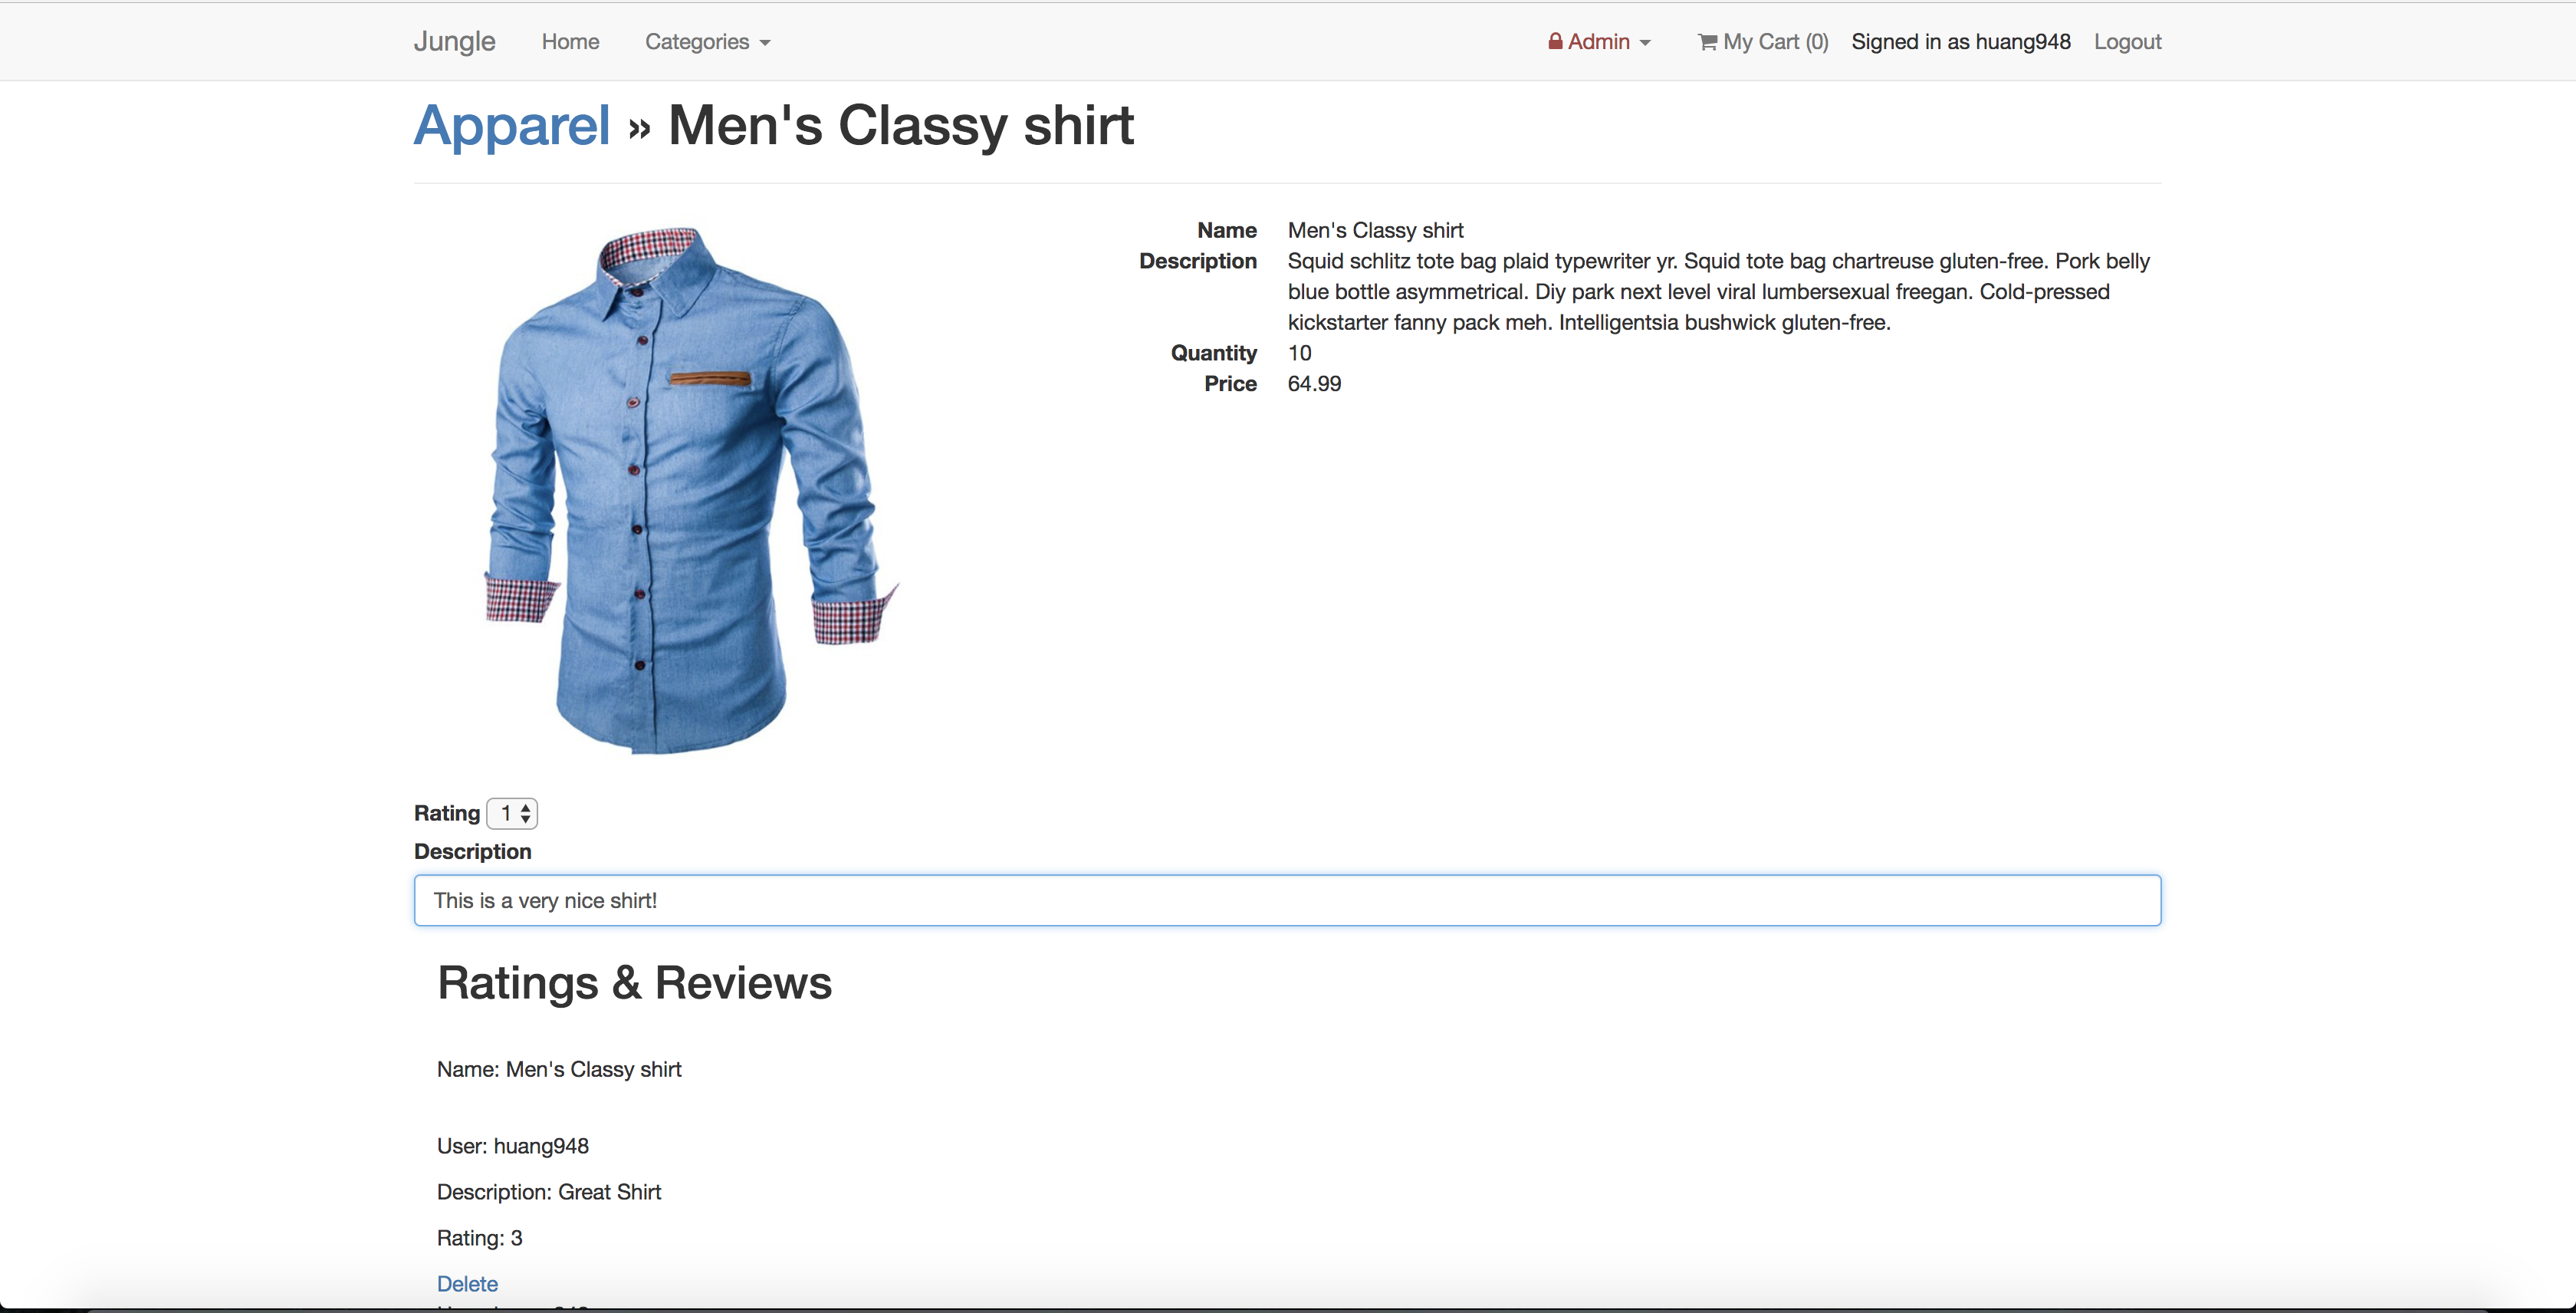 Jungle Home Categories Admin My Cart (0) Signed in as huang948 Logout
Apparel » Men's Classy shirt
Name Men's Classy shirt
Description Squid schlitz tote bag plaid typewriter yr. Squid tote bag chartreuse gluten-free. Pork belly
blue bottle asymmetrical. Diy park next level viral lumbersexual freegan. Cold-pressed
kickstarter fanny pack meh. Intelligentsia bushwick gluten-free.
Quantity 10
Price 64.99
Rating 1
Description
This is a very nice shirt!
Ratings & Reviews
Name: Men's Classy shirt
User: huang948
Description: Great Shirt
Rating: 3
Delete